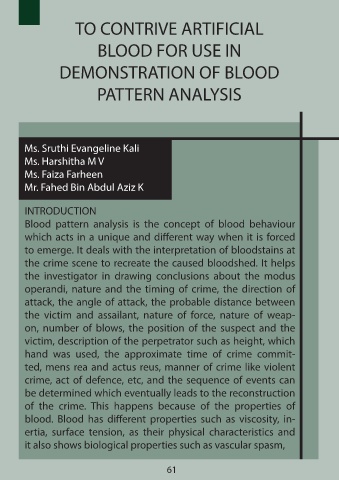 TO CONTRIVE ARTIFICIAL
BLOOD FOR USE IN
DEMONSTRATION OF BLOOD
PATTERN ANALYSIS
Ms. Sruthi Evangeline Kali
Ms. Harshitha M V
Ms. Faiza Farheen
Mr. Fahed Bin Abdul Aziz K
INTRODUCTION
Blood pattern analysis is the concept of blood behaviour
which acts in a unique and different way when it is forced
to emerge. It deals with the interpretation of bloodstains at
the crime scene to recreate the caused bloodshed. It helps
the investigator in drawing conclusions about the modus
operandi, nature and the timing of crime, the direction of
attack, the angle of attack, the probable distance between
the victim and assailant, nature of force, nature of weap-
on, number of blows, the position of the suspect and the
victim, description of the perpetrator such as height, which
hand was used, the approximate time of crime commit-
ted, mens rea and actus reus, manner of crime like violent
crime, act of defence, etc, and the sequence of events can
be determined which eventually leads to the reconstruction
of the crime. This happens because of the properties of
blood. Blood has different properties such as viscosity, in-
ertia, surface tension, as their physical characteristics and
it also shows biological properties such as vascular spasm,
61